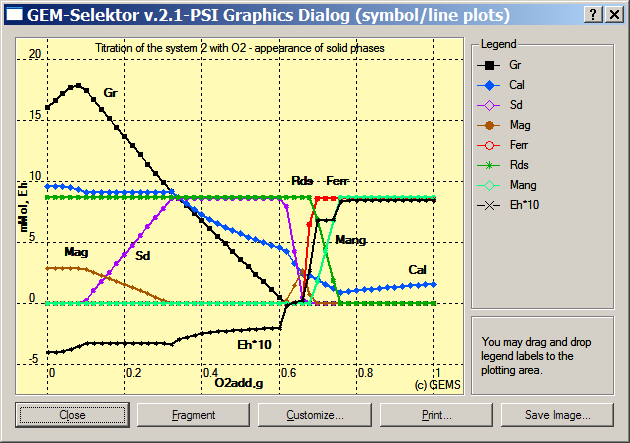 GEM-Selektor v.2.1-PSI Graphics Dialog (symbol/line plots)
Titration of the system 2 with O2 - appearance of solid phases
20
15
10
5
0
-5
mMol, Eh
Gr
Rds
Ferr
Mag
Sd
Mang
Cal
Eh*10
0
0.2
0.4
0.6
0.8
1
O2add,g
(c) GEMS
Legend
Gr
Cal
Sd
Mag
Ferr
Rds
Mang
Eh*10
You may drag and drop
legend labels to the
plotting area.
Close
Fragment
Customize...
Print...
Save Image...